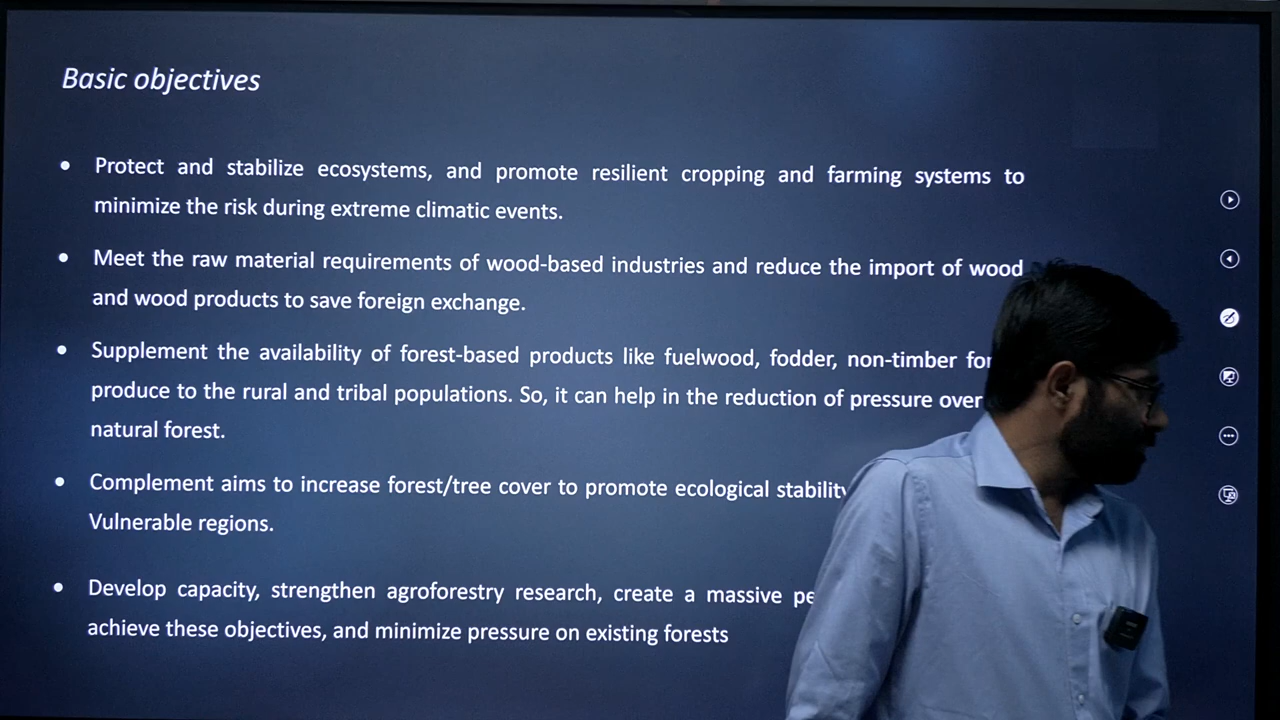 Basic objectives
• Protect and stabilize ecosystems, and promote resilient cropping and farming systems to
minimize the risk during extreme climatic events.
• Meet the raw material requirements of wood-based industries and reduce the import of wood
and wood products to save foreign exchange.
• Supplement the availability of forest-based products like fuelwood, fodder, non-timber
produce to the rural and tribal populations. So, it can help in the reduction of pressure over
natural forest.
• Complement aims to increase forest/tree cover to promote ecological stability
Vulnerable regions.
• Develop capacity, strengthen agroforestry research, create a massive
achieve these objectives, and minimize pressure on existing forests